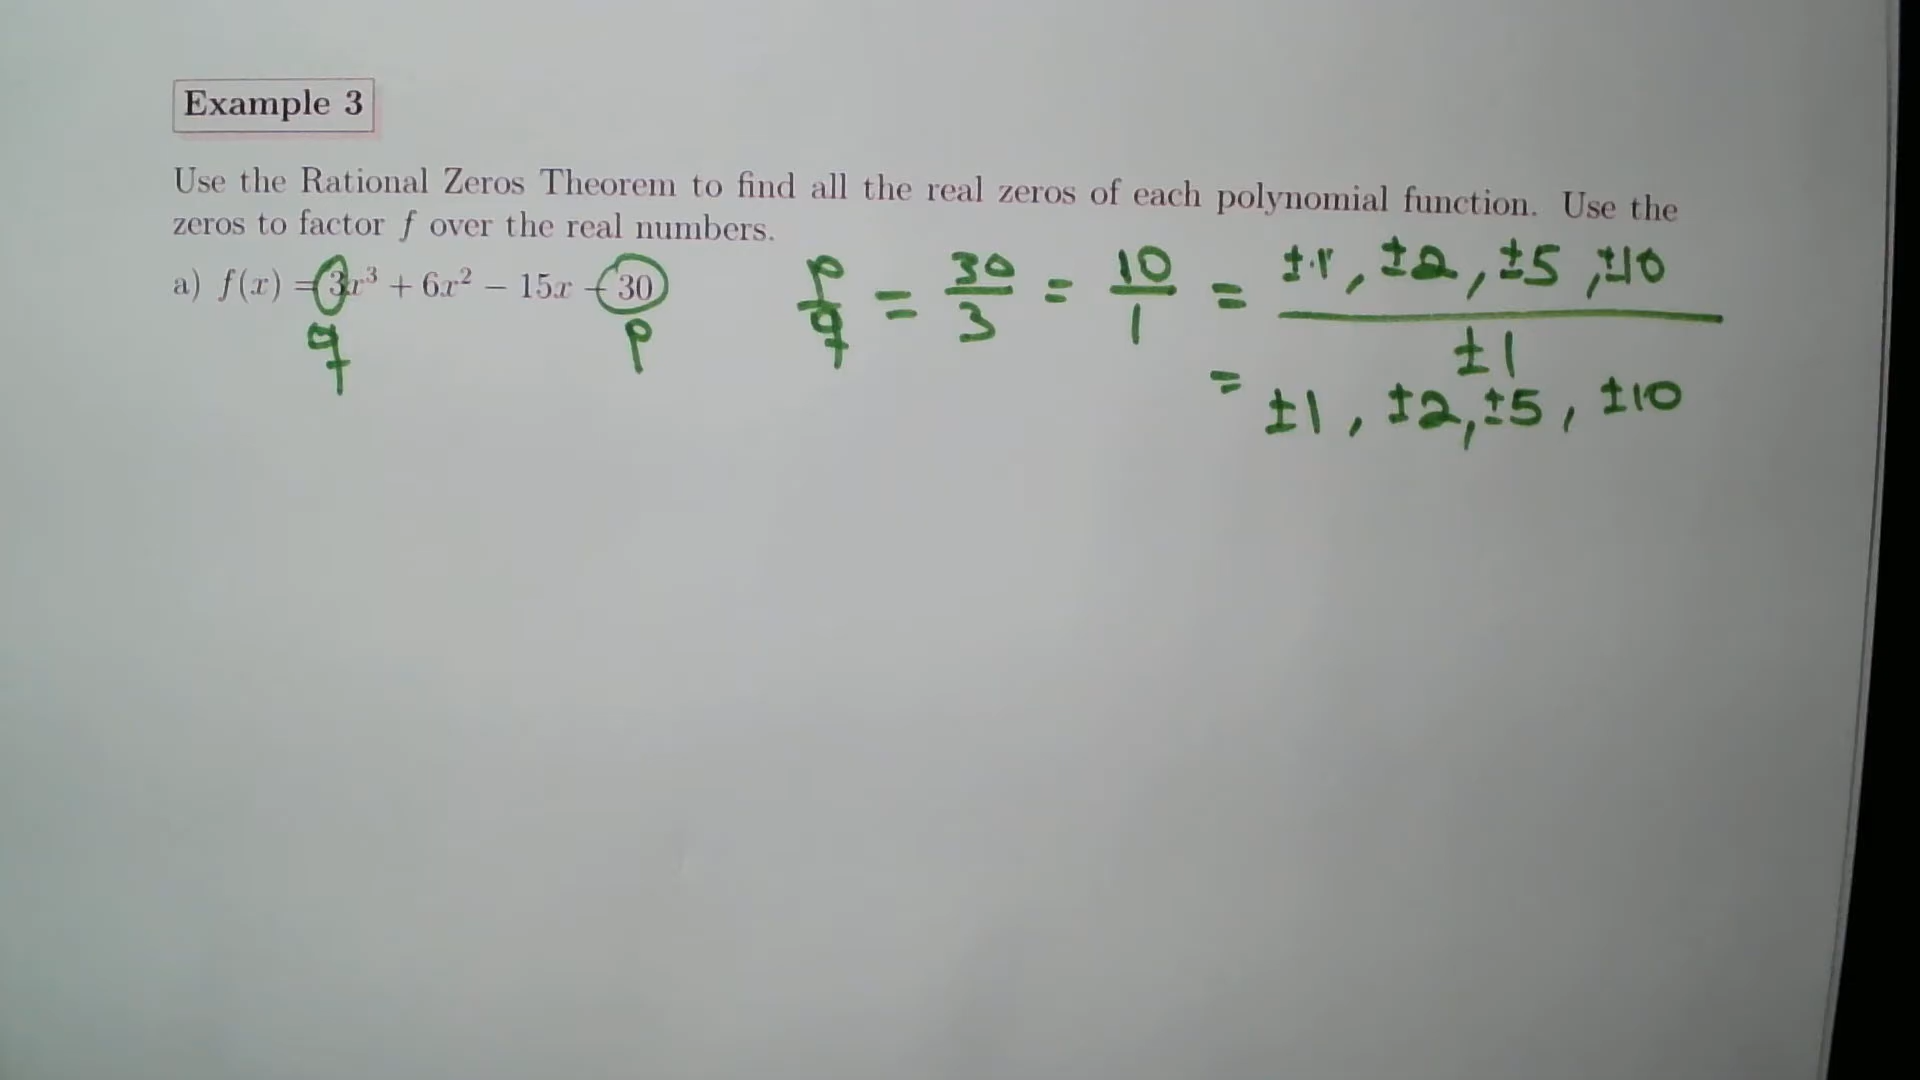 Example 3
Use the Rational Zeros Theorem to find all the real zeros of each polynomial function. Use the
zeros to factor f over the real numbers.
a) f(x) = 3x³ + 6x² − 15x − 30
q p
p/q = 30/3 = 10/1 = ±1, ±2, ±5, ±10 / ±1
= ±1, ±2, ±5, ±10